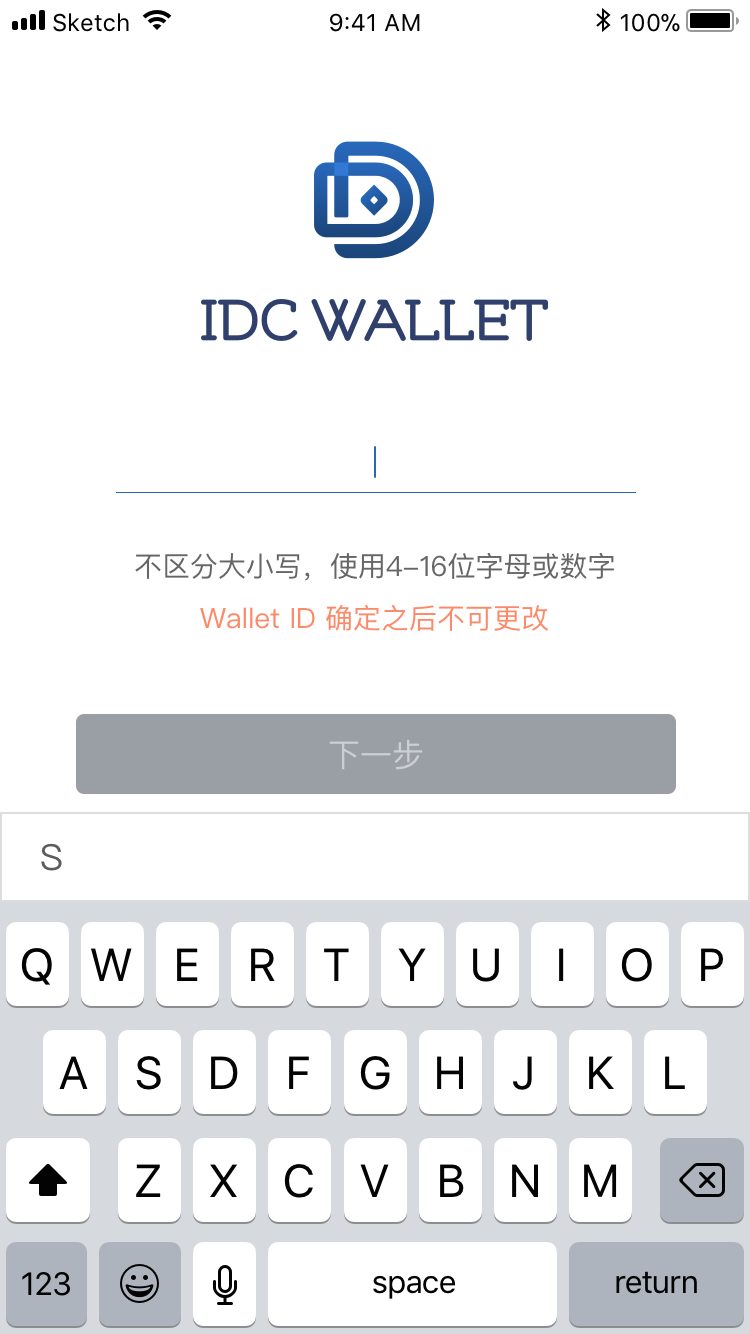 Sketch 9:41 AM 100%
IDC WALLET
不区分大小写，使用4-16位字母或数字
Wallet ID 确定之后不可更改
下一步
S
Q W E R T Y U I O P
A S D F G H J K L
Z X C V B N M
123 space return